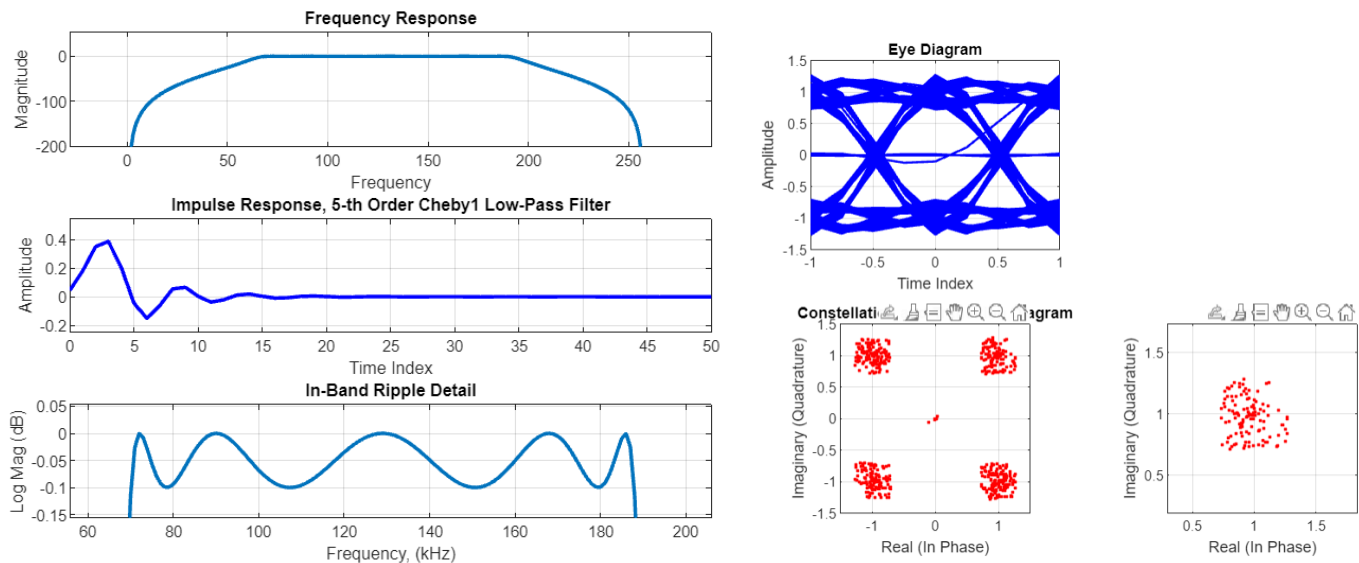 Frequency Response
0
-100
-200
Magnitude
0 50 100 150 200 250
Frequency
Impulse Response, 5-th Order Cheby1 Low-Pass Filter
0.4
0.2
0
-0.2
Amplitude
0 5 10 15 20 25 30 35 40 45 50
Time Index
In-Band Ripple Detail
0.05
0
-0.05
-0.1
-0.15
Log Mag (dB)
60 80 100 120 140 160 180 200
Frequency, (kHz)
Eye Diagram
1.5
1
0.5
0
-0.5
-1
-1.5
Amplitude
-1 -0.5 0 0.5 1
Time Index
Constellati agram
1.5
1
0.5
0
-0.5
-1
-1.5
Imaginary (Quadrature)
-1 0 1
Real (In Phase)
1.5
1
0.5
Imaginary (Quadrature)
0.5 1 1.5
Real (In Phase)